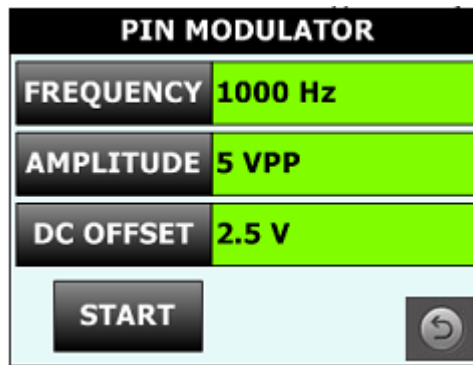 PIN MODULATOR
FREQUENCY 1000 Hz
AMPLITUDE 5 VPP
DC OFFSET 2.5 V
START